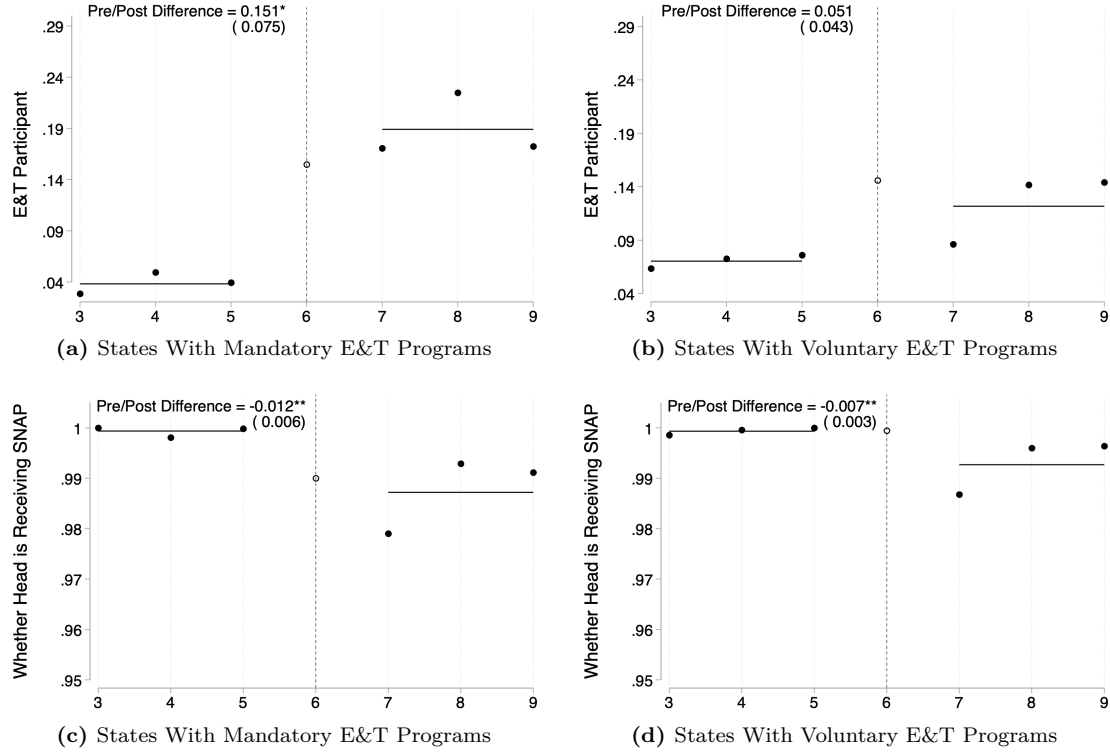 Pre/Post Difference = 0.151*
( 0.075)
E&T Participant
.29
.24
.19
.14
.09
.04
3 4 5 6 7 8 9
(a) States With Mandatory E&T Programs
Pre/Post Difference = 0.051
( 0.043)
E&T Participant
.29
.24
.19
.14
.09
.04
3 4 5 6 7 8 9
(b) States With Voluntary E&T Programs
Pre/Post Difference = -0.012**
( 0.006)
Whether Head is Receiving SNAP
1
.99
.98
.97
.96
.95
3 4 5 6 7 8 9
(c) States With Mandatory E&T Programs
Pre/Post Difference = -0.007**
( 0.003)
Whether Head is Receiving SNAP
1
.99
.98
.97
.96
.95
3 4 5 6 7 8 9
(d) States With Voluntary E&T Programs